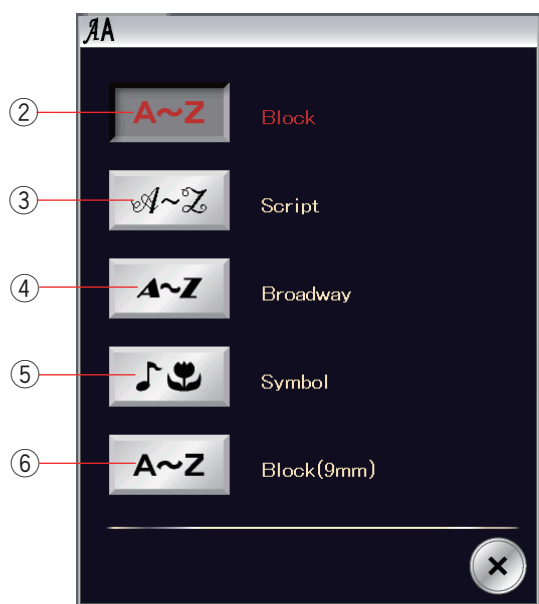 AA
② A~Z Block
③ A~Z Script
④ A~Z Broadway
⑤ Symbol
⑥ A~Z Block(9mm)